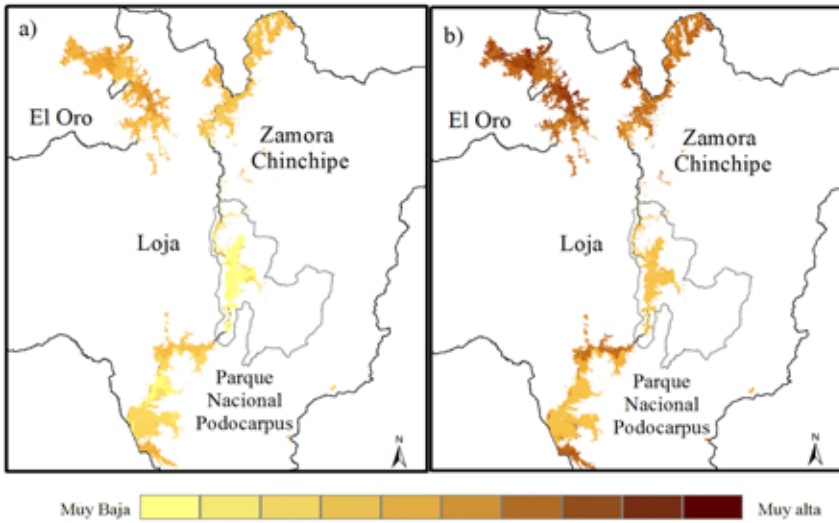 a)
El Oro
Zamora
Chinchipe
Loja
Parque
Nacional
Podocarpus
N
b)
El Oro
Zamora
Chinchipe
Loja
Parque
Nacional
Podocarpus
N
Muy Baja
Muy alta